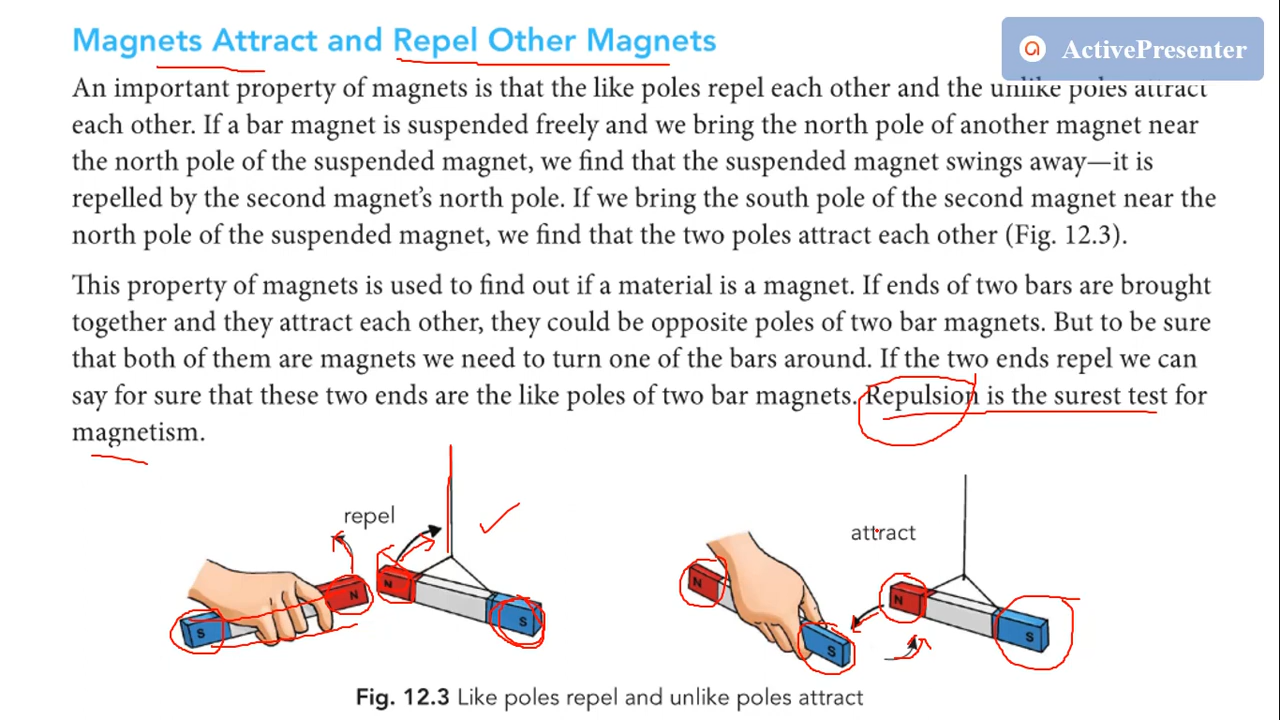 Magnets Attract and Repel Other Magnets
ActivePresenter
An important property of magnets is that the like poles repel each other and the unlike poles attract
each other. If a bar magnet is suspended freely and we bring the north pole of another magnet near
the north pole of the suspended magnet, we find that the suspended magnet swings away—it is
repelled by the second magnet's north pole. If we bring the south pole of the second magnet near the
north pole of the suspended magnet, we find that the two poles attract each other (Fig. 12.3).
This property of magnets is used to find out if a material is a magnet. If ends of two bars are brought
together and they attract each other, they could be opposite poles of two bar magnets. But to be sure
that both of them are magnets we need to turn one of the bars around. If the two ends repel we can
say for sure that these two ends are the like poles of two bar magnets. Repulsion is the surest test for
magnetism.
repel
attract
S N N S
N S N S
Fig. 12.3 Like poles repel and unlike poles attract